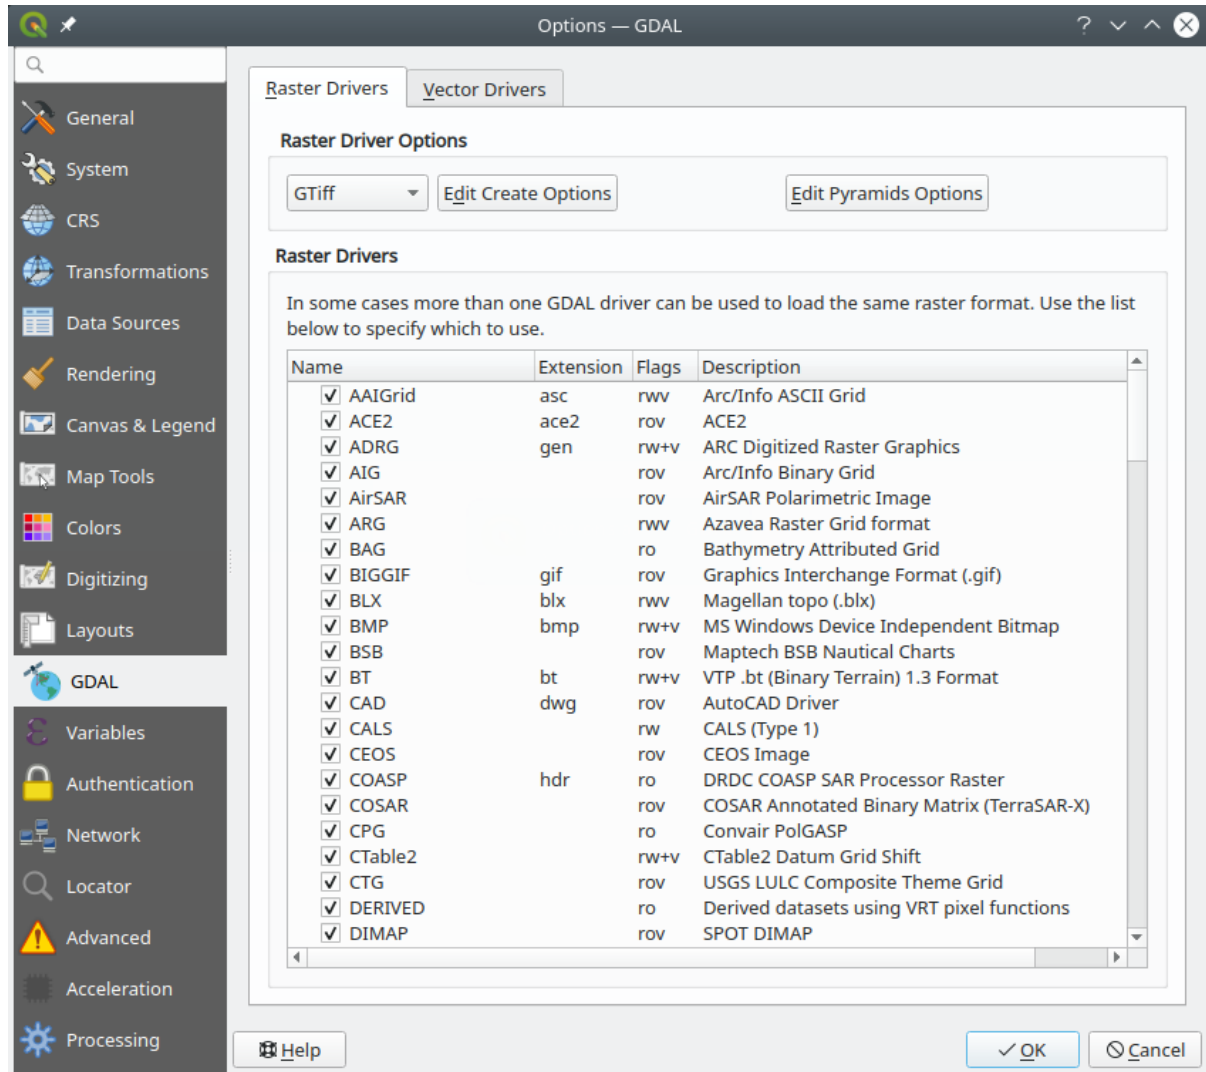 Options — GDAL
General
System
CRS
Transformations
Data Sources
Rendering
Canvas & Legend
Map Tools
Colors
Digitizing
Layouts
GDAL
Variables
Authentication
Network
Locator
Advanced
Acceleration
Processing
Raster Drivers Vector Drivers
Raster Driver Options
GTiff Edit Create Options Edit Pyramids Options
Raster Drivers
In some cases more than one GDAL driver can be used to load the same raster format. Use the list
below to specify which to use.
Name Extension Flags Description
AAIGrid asc rwv Arc/Info ASCII Grid
ACE2 ace2 rov ACE2
ADRG gen rw+v ARC Digitized Raster Graphics
AIG rov Arc/Info Binary Grid
AirSAR rov AirSAR Polarimetric Image
ARG rwv Azavea Raster Grid format
BAG ro Bathymetry Attributed Grid
BIGGIF gif rov Graphics Interchange Format (.gif)
BLX blx rwv Magellan topo (.blx)
BMP bmp rw+v MS Windows Device Independent Bitmap
BSB rov Maptech BSB Nautical Charts
BT bt rw+v VTP .bt (Binary Terrain) 1.3 Format
CAD dwg rov AutoCAD Driver
CALS rw CALS (Type 1)
CEOS rov CEOS Image
COASP hdr ro DRDC COASP SAR Processor Raster
COSAR rov COSAR Annotated Binary Matrix (TerraSAR-X)
CPG ro Convair PolGASP
CTable2 rw+v CTable2 Datum Grid Shift
CTG rov USGS LULC Composite Theme Grid
DERIVED ro Derived datasets using VRT pixel functions
DIMAP rov SPOT DIMAP
Help OK Cancel